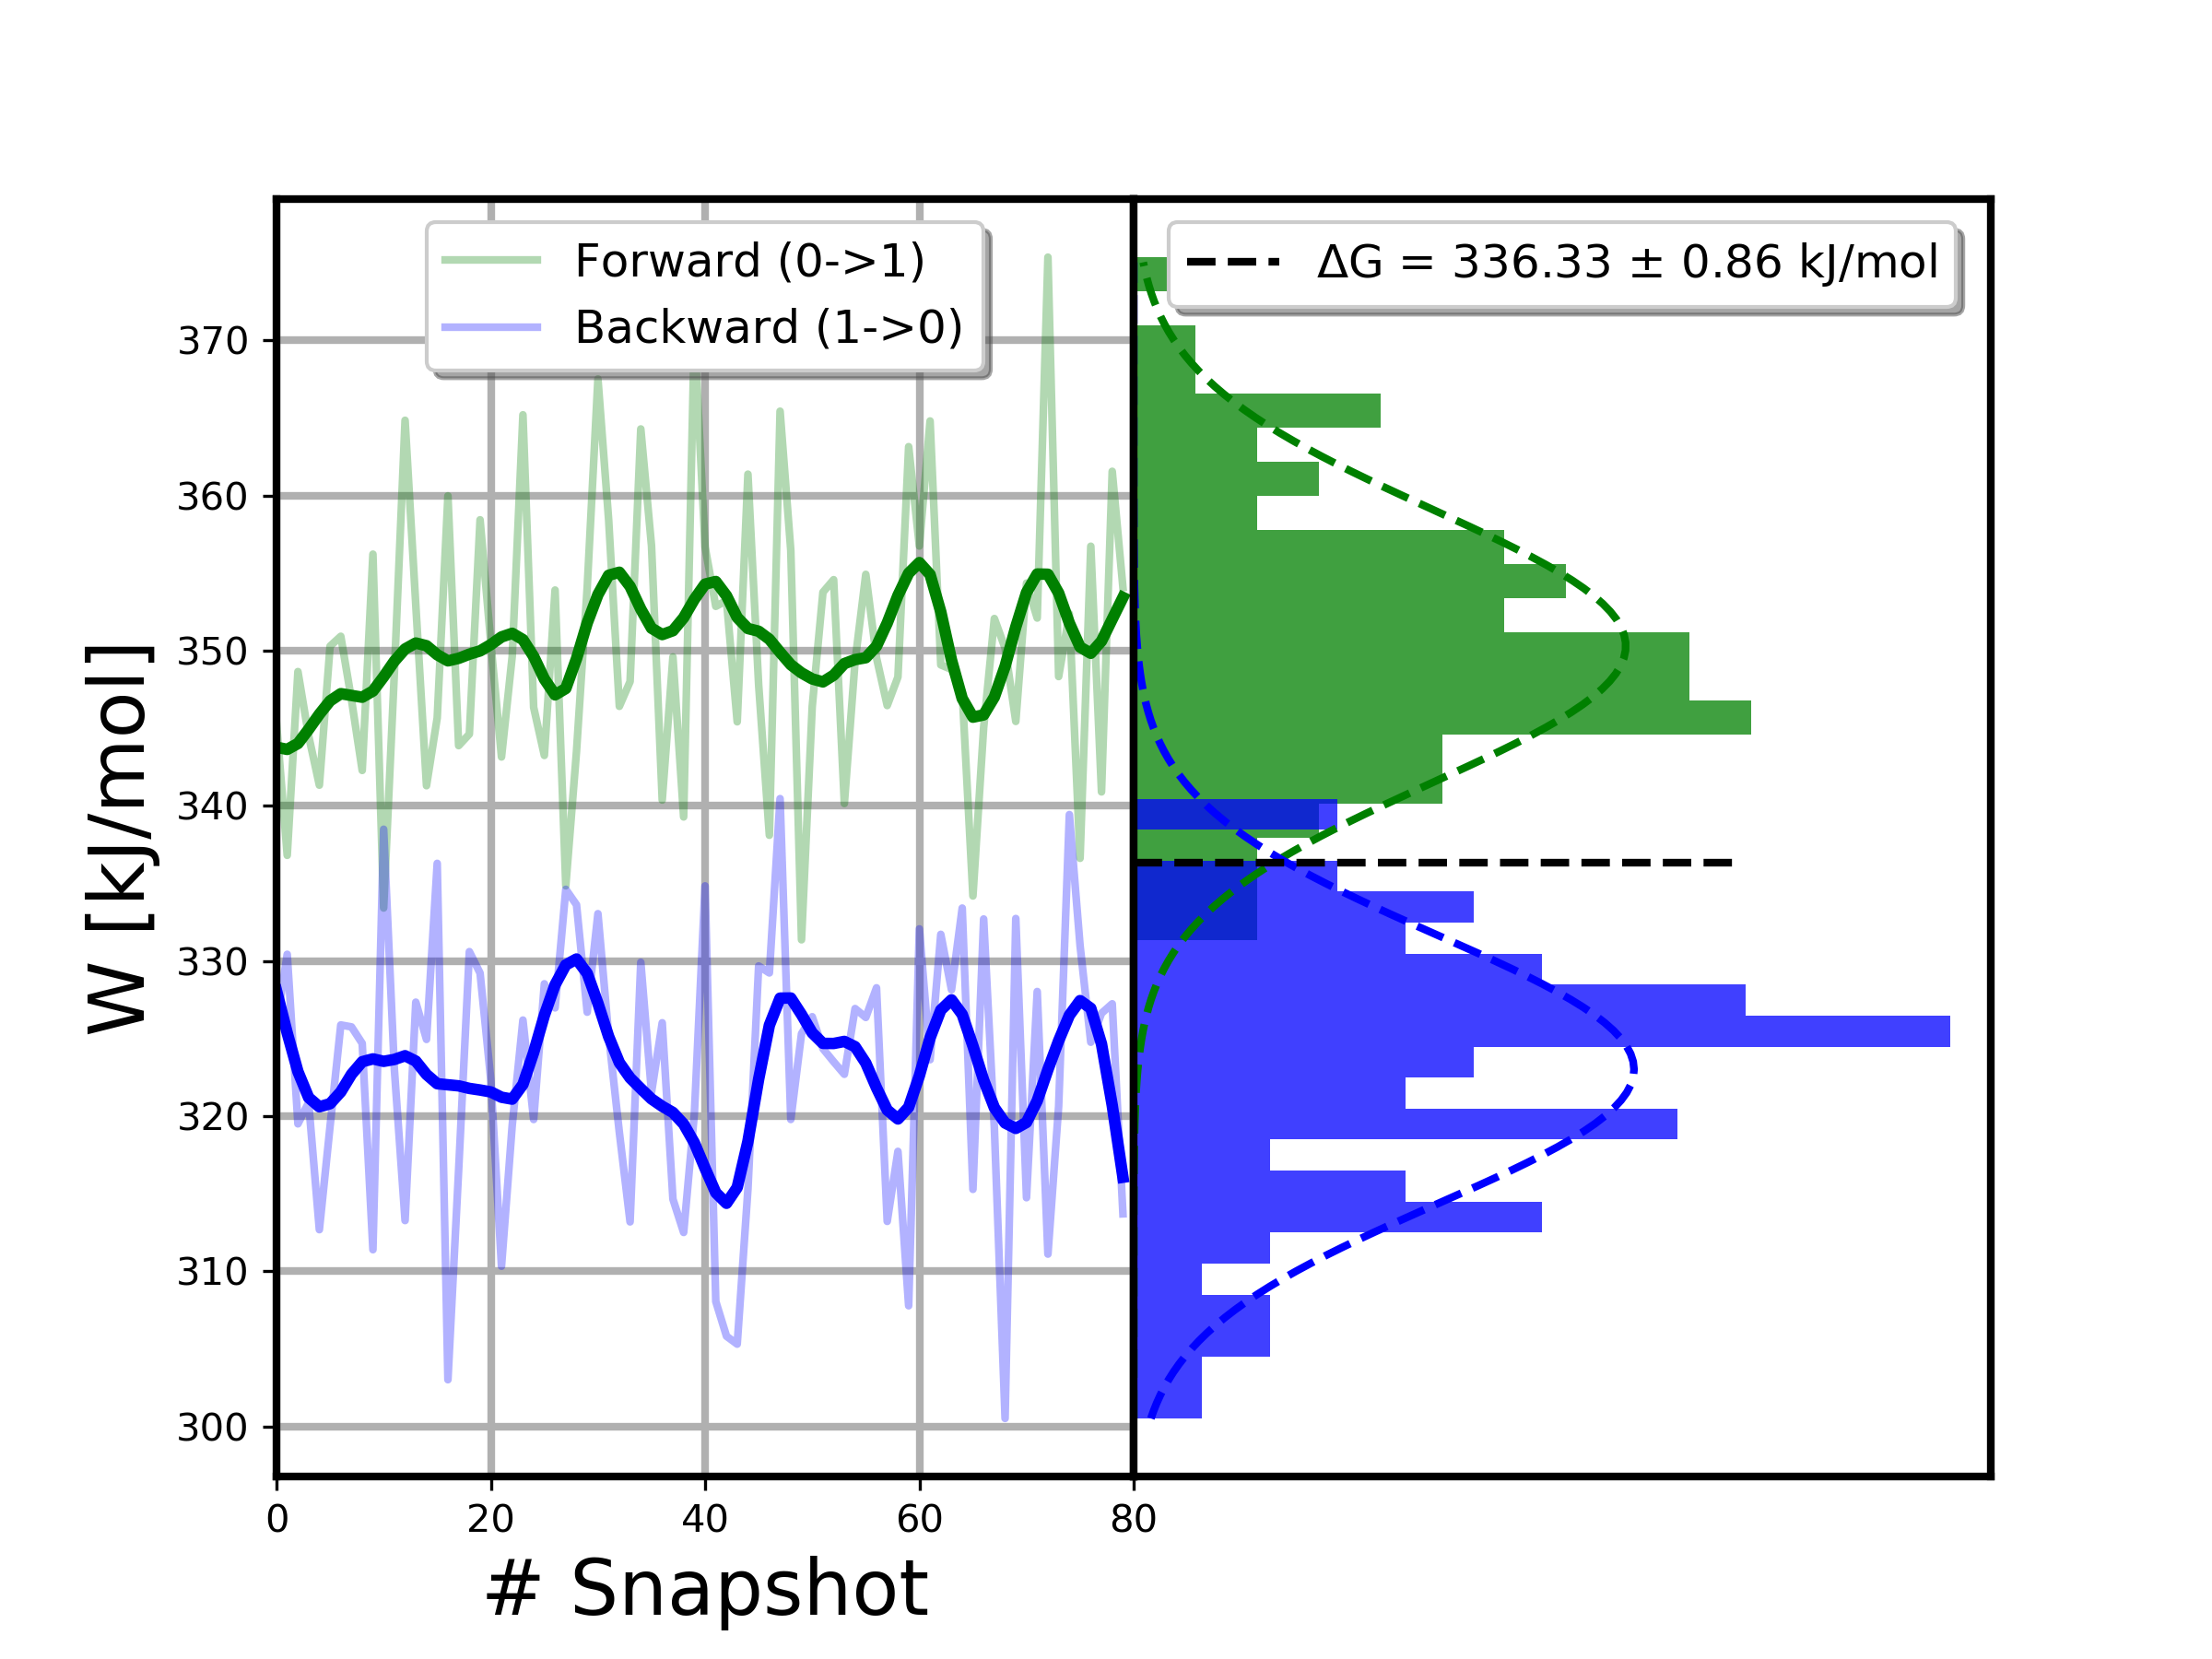 Forward (0->1)
Backward (1->0)
ΔG = 336.33 ± 0.86 kJ/mol
W [kJ/mol]
370
360
350
340
330
320
310
300
0 20 40 60 80
# Snapshot